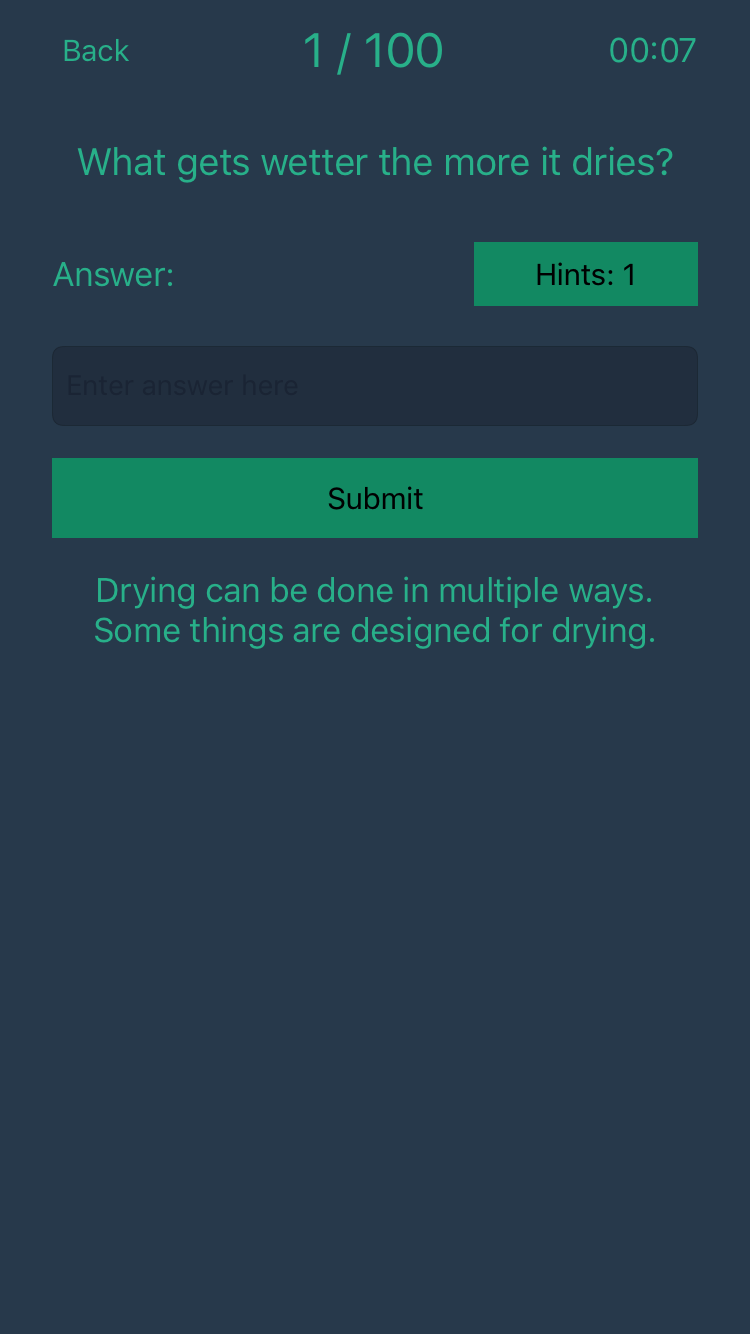 Back
1 / 100
00:07
What gets wetter the more it dries?
Answer:
Hints: 1
Enter answer here
Submit
Drying can be done in multiple ways.
Some things are designed for drying.